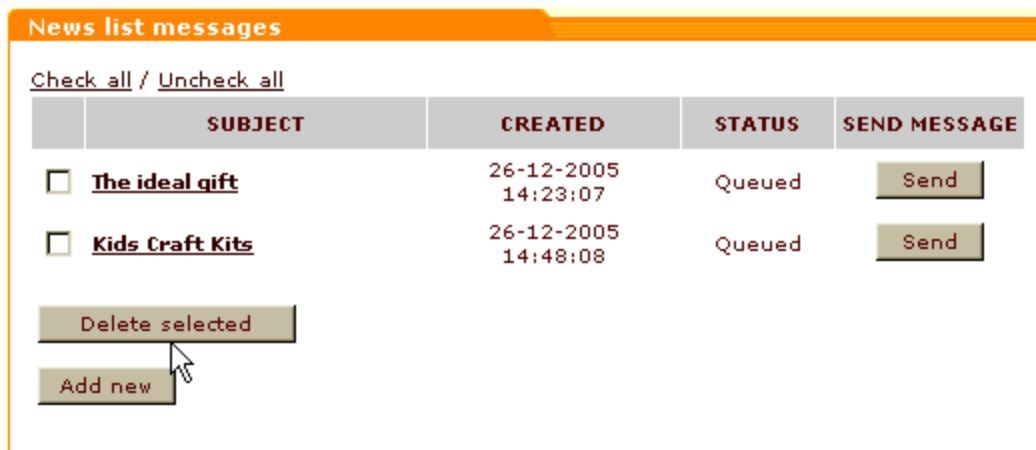 News list messages
Check all / Uncheck all
SUBJECT CREATED STATUS SEND MESSAGE
The ideal gift 26-12-2005 14:23:07 Queued Send
Kids Craft Kits 26-12-2005 14:48:08 Queued Send
Delete selected
Add new